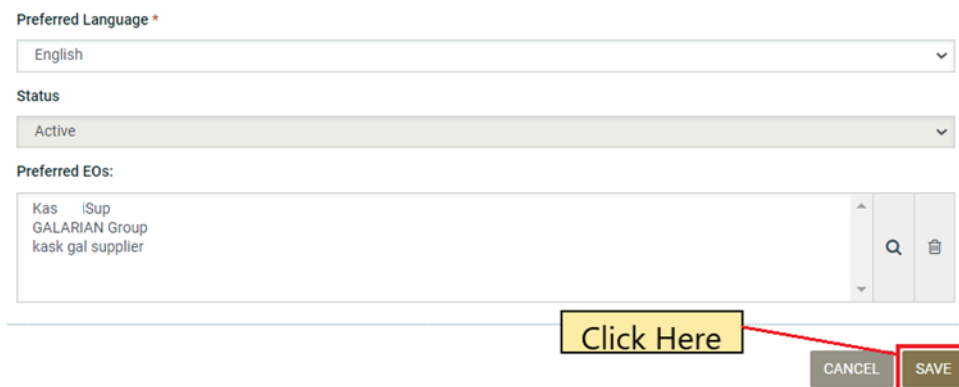 Preferred Language *
English
Status
Active
Preferred EOs:
Kas iSup
GALARIAN Group
kask gal supplier
Click Here
CANCEL
SAVE